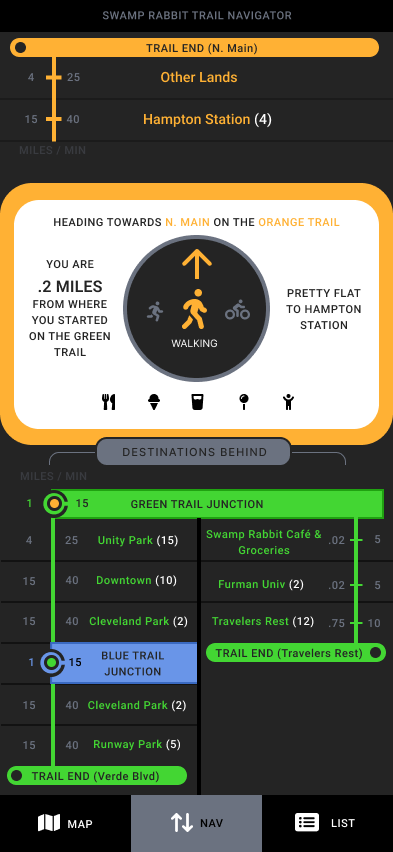 SWAMP RABBIT TRAIL NAVIGATOR
TRAIL END (N. Main)
4 25 Other Lands
15 40 Hampton Station (4)
MILES / MIN
HEADING TOWARDS N. MAIN ON THE ORANGE TRAIL
YOU ARE
.2 MILES
FROM WHERE
YOU STARTED
ON THE GREEN
TRAIL
WALKING
PRETTY FLAT
TO HAMPTON
STATION
DESTINATIONS BEHIND
MILES / MIN
1 15 GREEN TRAIL JUNCTION
4 25 Unity Park (15)
15 40 Downtown (10)
15 40 Cleveland Park (2)
1 15 BLUE TRAIL
JUNCTION
15 40 Cleveland Park (2)
15 40 Runway Park (5)
TRAIL END (Verde Blvd)
Swamp Rabbit Café &
Groceries .02 5
Furman Univ (2) .02 5
Travelers Rest (12) .75 10
TRAIL END (Travelers Rest)
MAP
NAV
LIST